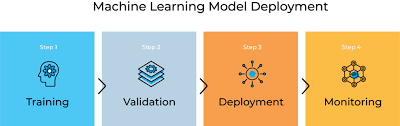 Machine Learning Model Deployment
Step 1
Training
Step 2
Validation
Step 3
Deployment
Step 4
Monitoring